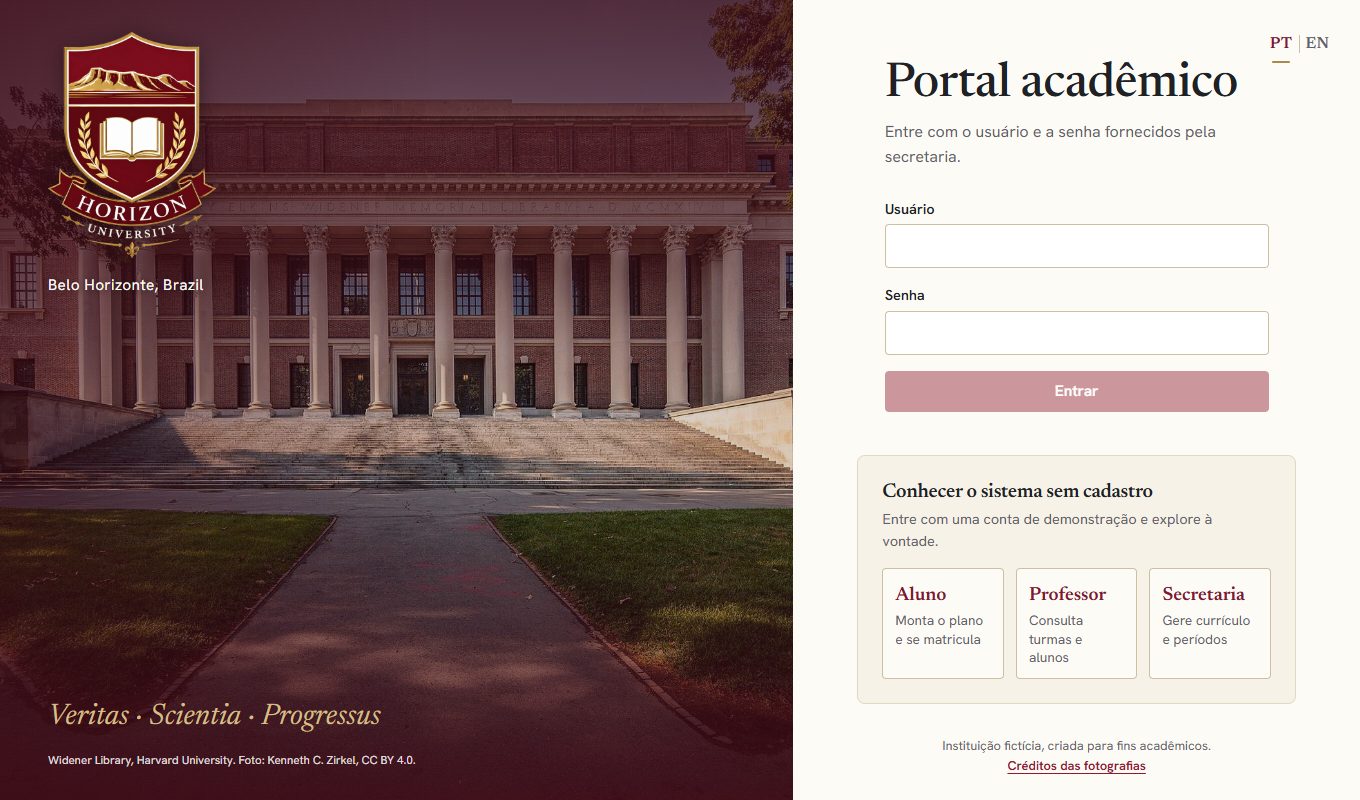 HORIZON
UNIVERSITY
Belo Horizonte, Brazil
Veritas · Scientia · Progressus
Widener Library, Harvard University. Foto: Kenneth C. Zirkel, CC BY 4.0.
PT | EN
Portal acadêmico
Entre com o usuário e a senha fornecidos pela
secretaria.
Usuário
Senha
Entrar
Conhecer o sistema sem cadastro
Entre com uma conta de demonstração e explore à
vontade.
Aluno
Monta o plano
e se matricula
Professor
Consulta
turmas e
alunos
Secretaria
Gere currículo
e períodos
Instituição fictícia, criada para fins acadêmicos.
Créditos das fotografias